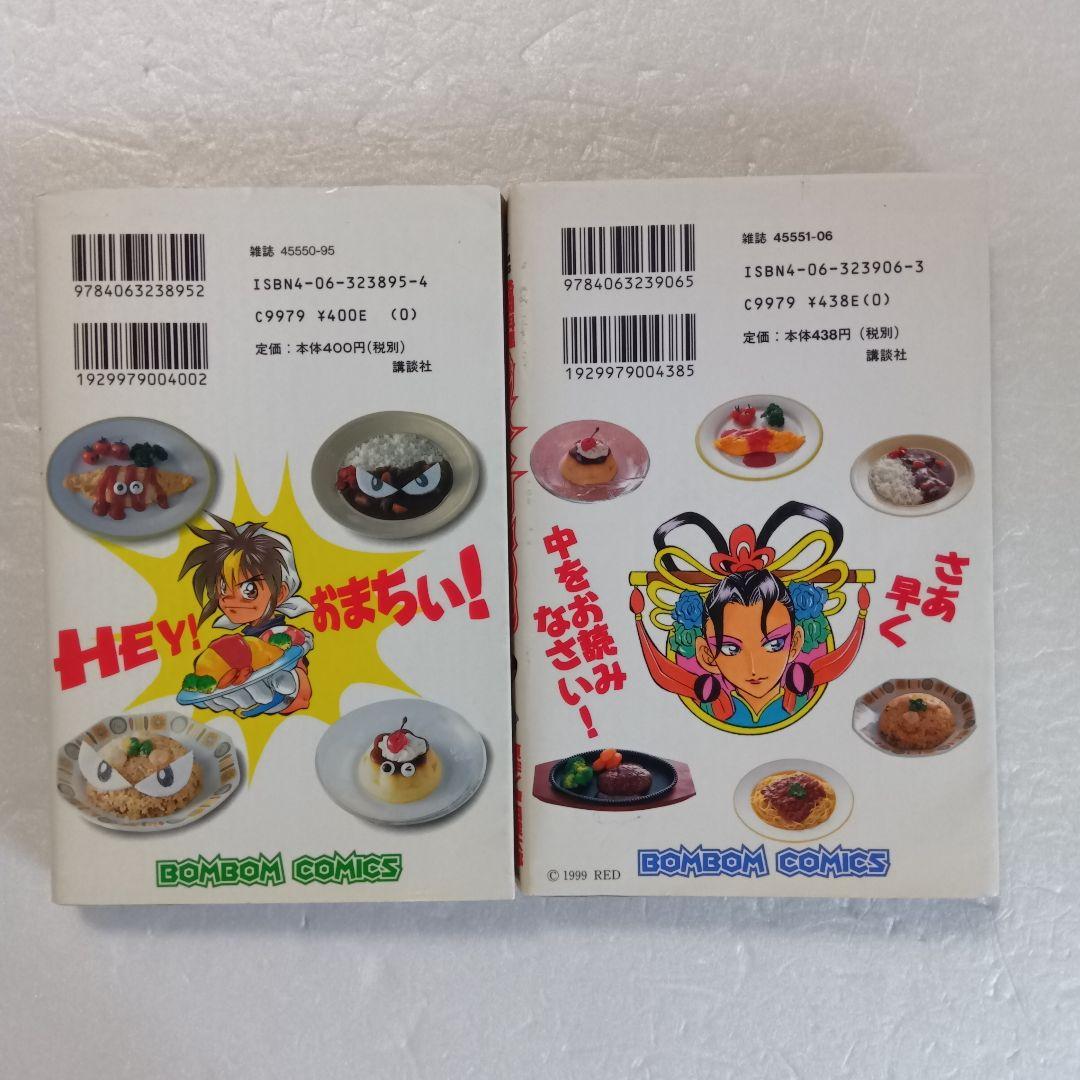 雑誌 45550-95
9784063238952
ISBN4-06-323895-4
C9979 ¥400E (0)
1929979004002
定価：本体400円(税別)
講談社
HEY!
おまちぃ!
BOMBOM COMICS
雑誌 45551-06
9784063239065
ISBN4-06-323906-3
C9979 ¥438E(0)
1929979004385
定価：本体438円(税別)
講談社
さあ
早く
中をお読み
なさい!
BOMBOM COMICS
© 1999 RED